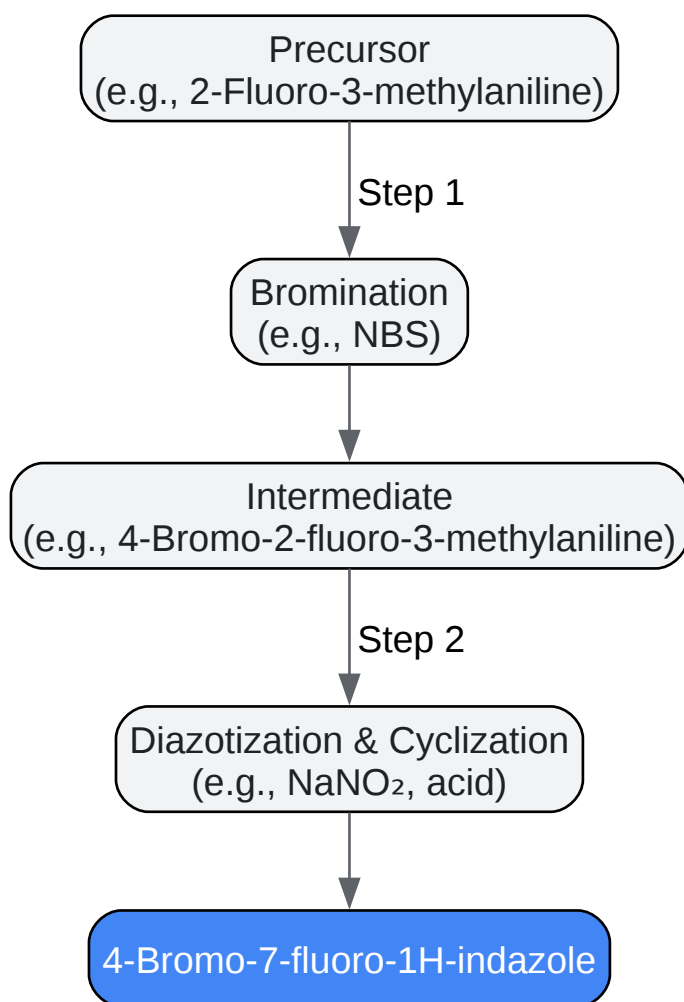 Precursor
(e.g., 2-Fluoro-3-methylaniline)
Step 1
Bromination
(e.g., NBS)
Intermediate
(e.g., 4-Bromo-2-fluoro-3-methylaniline)
Step 2
Diazotization & Cyclization
(e.g., NaNO₂, acid)
4-Bromo-7-fluoro-1H-indazole